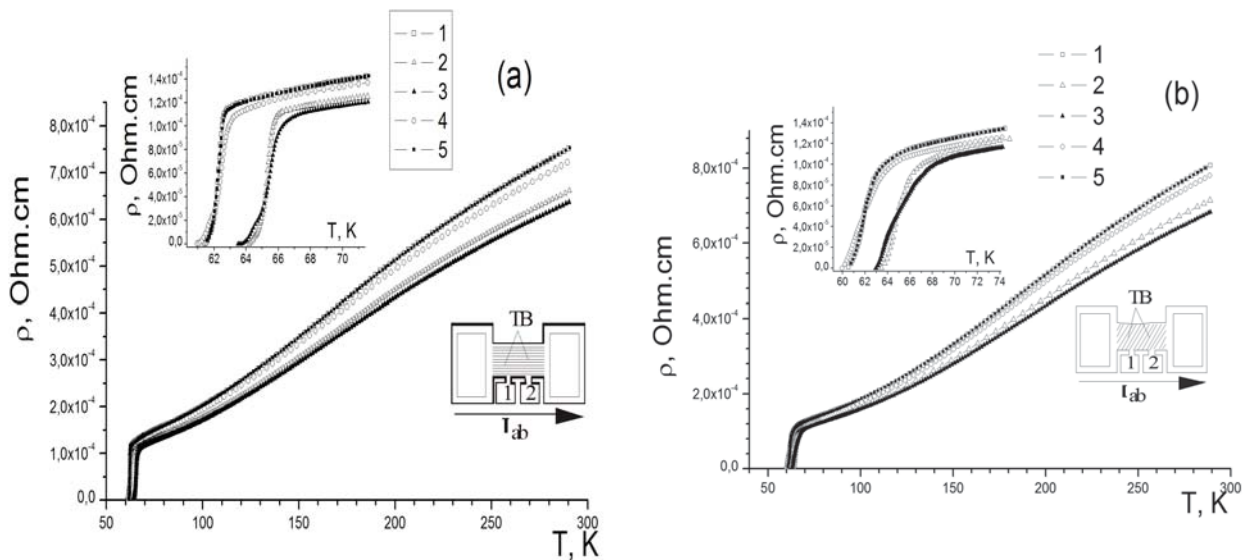 (a)
1
2
3
4
5
ρ, Ohm.cm
8,0x10⁻⁴
7,0x10⁻⁴
6,0x10⁻⁴
5,0x10⁻⁴
4,0x10⁻⁴
3,0x10⁻⁴
2,0x10⁻⁴
1,0x10⁻⁴
0,0
50 100 150 200 250 300
T, K
ρ, Ohm.cm
1,4x10⁻⁴
1,2x10⁻⁴
1,0x10⁻⁴
8,0x10⁻⁵
6,0x10⁻⁵
4,0x10⁻⁵
2,0x10⁻⁵
0,0
62 64 66 68 70
T, K
TB
1 2
I ab
(b)
1
2
3
4
5
ρ, Ohm.cm
8,0x10⁻⁴
6,0x10⁻⁴
4,0x10⁻⁴
2,0x10⁻⁴
0,0
50 100 150 200 250 300
T, K
ρ, Ohm.cm
1,4x10⁻⁴
1,2x10⁻⁴
1,0x10⁻⁴
8,0x10⁻⁵
6,0x10⁻⁵
4,0x10⁻⁵
2,0x10⁻⁵
0,0
60 63 64 66 68 70 72 74
T, K
TB
1 2
I ab